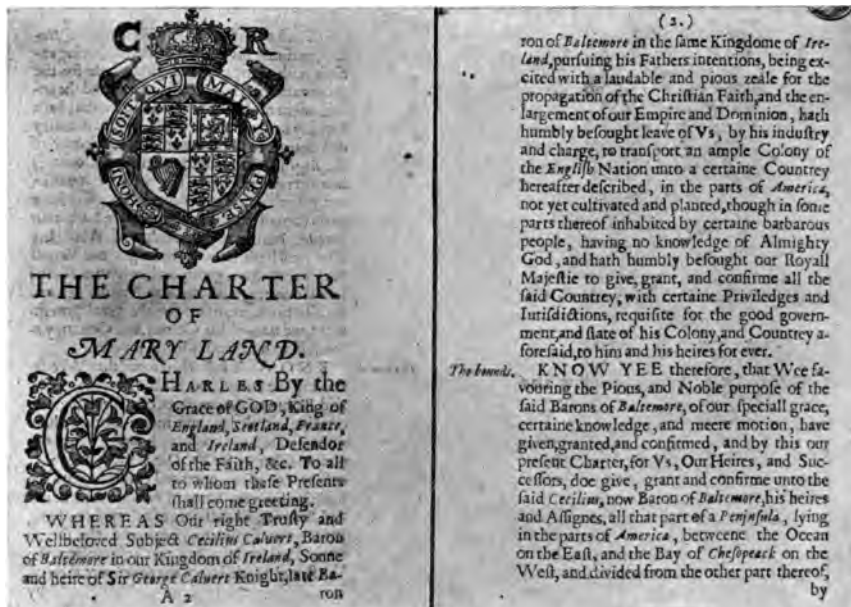 C R
HONI SOIT QUI MAL Y PENSE
THE CHARTER
OF
MARYLAND.
CHARLES By the
Grace of GOD, King of
England, Scotland, France,
and Ireland, Defendor
of the Faith, &c. To all
to whom these Presents
ſhall come greeting.
WHEREAS Our right Truſty and
Wellbeloved Subject Cecilius Calvert, Baron
of Baltemore in our Kingdom of Ireland, Sonne
and heire of Sir George Calvert Knight, late Ba-
A 2 ron
(2.)
ron of Baltemore in the ſame Kingdome of Ire-
land, purſuing his Fathers intentions, being ex-
cited with a laudable and pious zeale for the
propagation of the Chriſtian Faith, and the en-
largement of our Empire and Dominion, hath
humbly beſought leave of Vs, by his induſtry
and charge, to tranſport an ample Colony of
the Engliſh Nation unto a certaine Countrey
hereafter deſcribed, in the parts of America,
not yet cultivated and planted, though in ſome
parts thereof inhabited by certaine barbarous
people, having no knowledge of Almighty
God, and hath humbly beſought our Royall
Majeſtie to give, grant, and confirme all the
ſaid Countrey, with certaine Priviledges and
Iuriſdictions, requiſite for the good govern-
ment, and ſtate of his Colony, and Countrey a-
foreſaid, to him and his heires for ever.
The bounds. KNOW YEE therefore, that Wee fa-
vouring the Pious, and Noble purpoſe of the
ſaid Barons of Baltemore, of our ſpeciall grace,
certaine knowledge, and meere motion, have
given, granted, and confirmed, and by this our
preſent Charter, for Vs, Our Heires, and Suc-
ceſſors, doe give, grant and confirme unto the
ſaid Cecilius, now Baron of Baltemore, his heires
and Aſſignes, all that part of a Peninſula, lying
in the parts of America, betweene the Ocean
on the Eaſt, and the Bay of Cheſopeack on the
Weſt, and divided from the other part thereof,
by